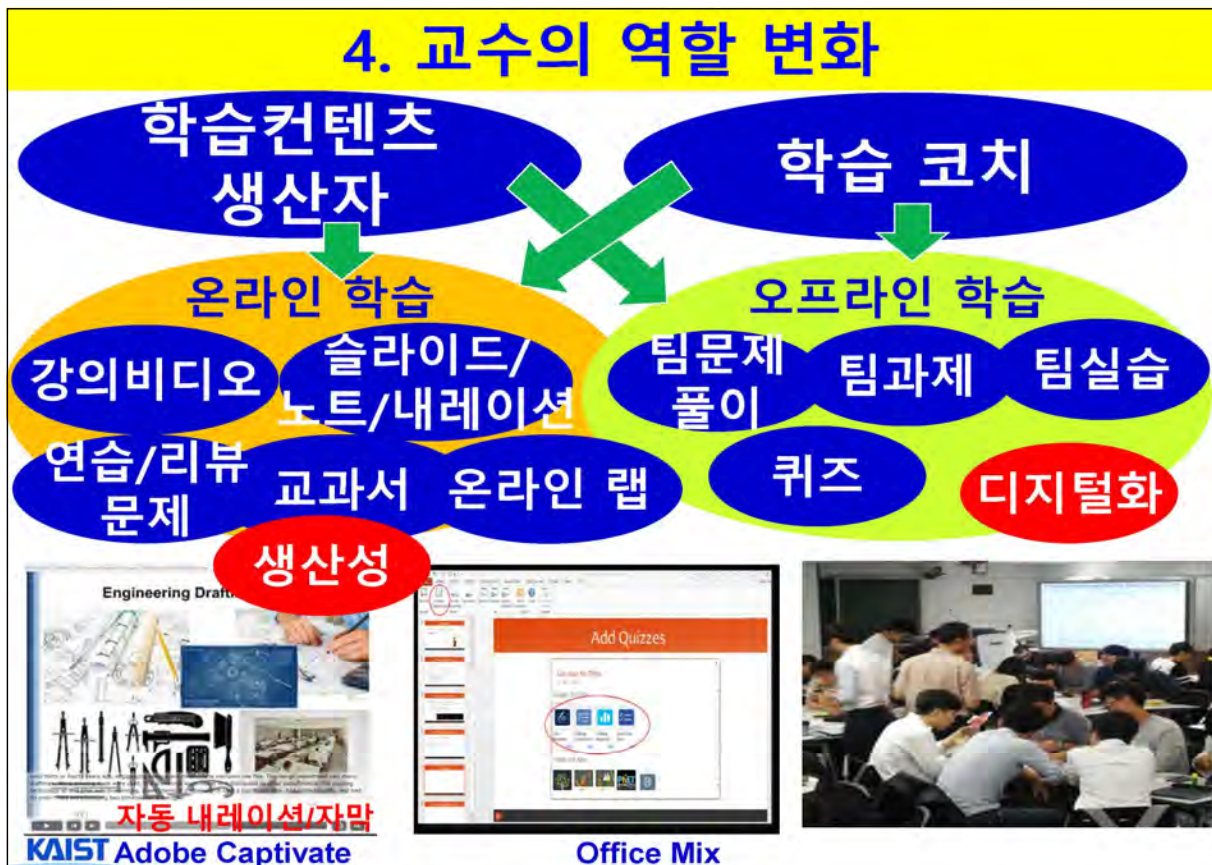 4. 교수의 역할 변화
학습컨텐츠
생산자
학습 코치
온라인 학습
오프라인 학습
강의비디오
슬라이드/
노트/내레이션
팀문제
풀이
팀과제
팀실습
연습/리뷰
문제
교과서
온라인 랩
퀴즈
디지털화
생산성
Engineering Draft
Add Quizzes
자동 내레이션/자막
KAIST Adobe Captivate
Office Mix